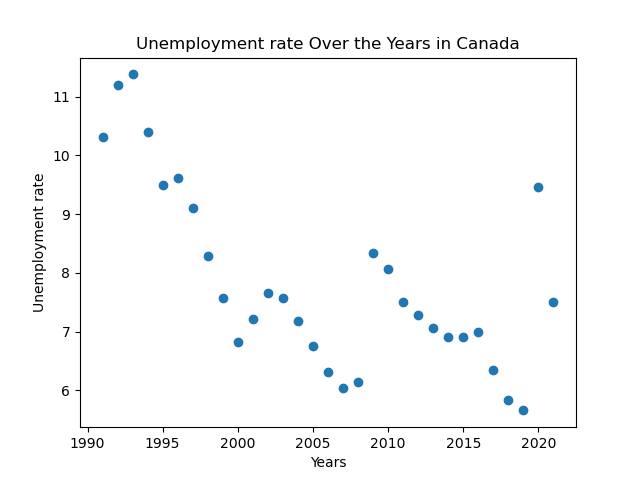 Unemployment rate Over the Years in Canada
11
10
9
8
7
6
Unemployment rate
1990 1995 2000 2005 2010 2015 2020
Years